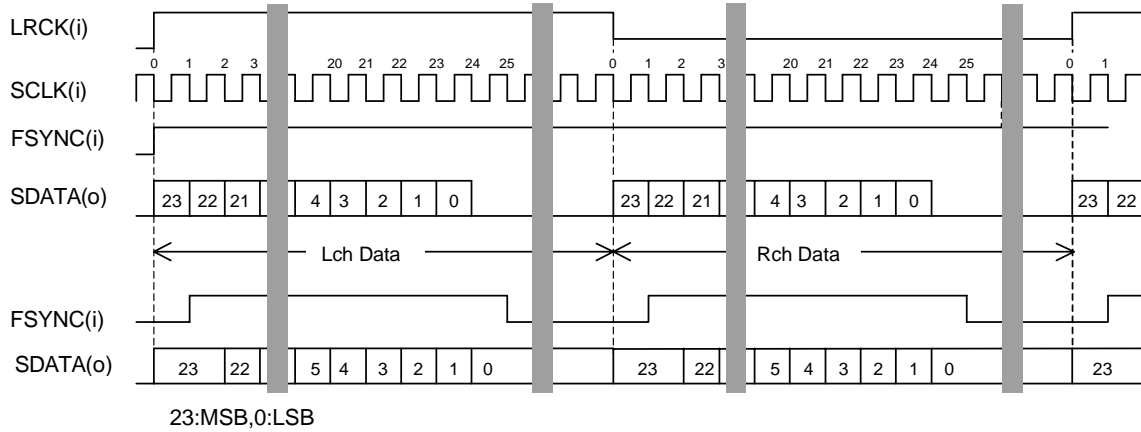 LRCK(i)
0 1 2 3 20 21 22 23 24 25 0 1 2 3 20 21 22 23 24 25 0 1
SCLK(i)
FSYNC(i)
SDATA(o) 23 22 21 4 3 2 1 0 23 22 21 4 3 2 1 0 23 22
Lch Data Rch Data
FSYNC(i)
SDATA(o) 23 22 5 4 3 2 1 0 23 22 5 4 3 2 1 0 23
23:MSB,0:LSB